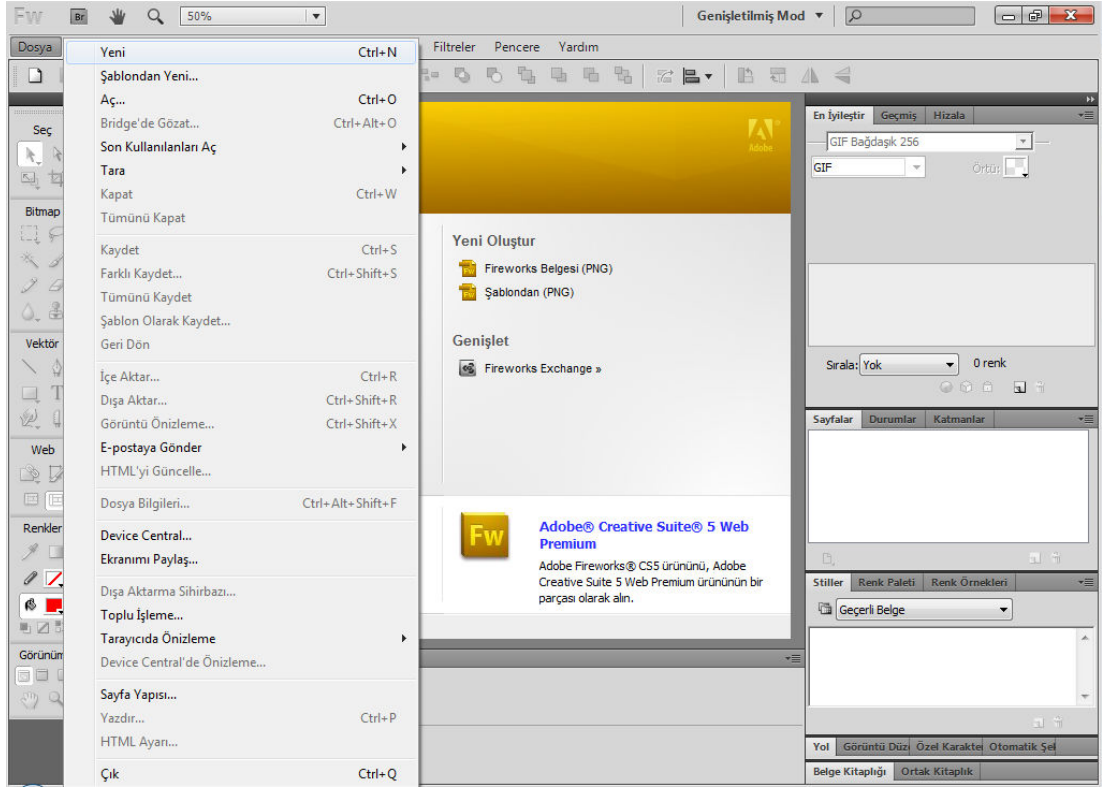 Fw Br 50% Genişletilmiş Mod
Dosya Filtreler Pencere Yardım
Yeni Ctrl+N
Şablondan Yeni...
Aç... Ctrl+O
Bridge'de Gözat... Ctrl+Alt+O
Son Kullanılanları Aç
Tara
Kapat Ctrl+W
Tümünü Kapat
Kaydet Ctrl+S
Farklı Kaydet... Ctrl+Shift+S
Tümünü Kaydet
Şablon Olarak Kaydet...
Geri Dön
İçe Aktar... Ctrl+R
Dışa Aktar... Ctrl+Shift+R
Görüntü Önizleme... Ctrl+Shift+X
E-postaya Gönder
HTML'yi Güncelle...
Dosya Bilgileri... Ctrl+Alt+Shift+F
Device Central...
Ekranımı Paylaş...
Dışa Aktarma Sihirbazı...
Toplu İşleme...
Tarayıcıda Önizleme
Device Central'de Önizleme...
Sayfa Yapısı...
Yazdır... Ctrl+P
HTML Ayarı...
Çık Ctrl+Q
Seç
Bitmap
Vektör
Web
Renkler
Görünüm
Adobe
Yeni Oluştur
Fireworks Belgesi (PNG)
Şablondan (PNG)
Genişlet
Fireworks Exchange »
Fw
Adobe® Creative Suite® 5 Web
Premium
Adobe Fireworks® CS5 ürününü, Adobe
Creative Suite 5 Web Premium ürününün bir
parçası olarak alın.
En İyileştir Geçmiş Hizala
GIF Bağdaşık 256
GIF Örtü:
Sırala: Yok 0 renk
Sayfalar Durumlar Katmanlar
Stiller Renk Paleti Renk Örnekleri
Geçerli Belge
Yol Görüntü Düz Özel Karakte Otomatik Şe
Belge Kitaplığı Ortak Kitaplık